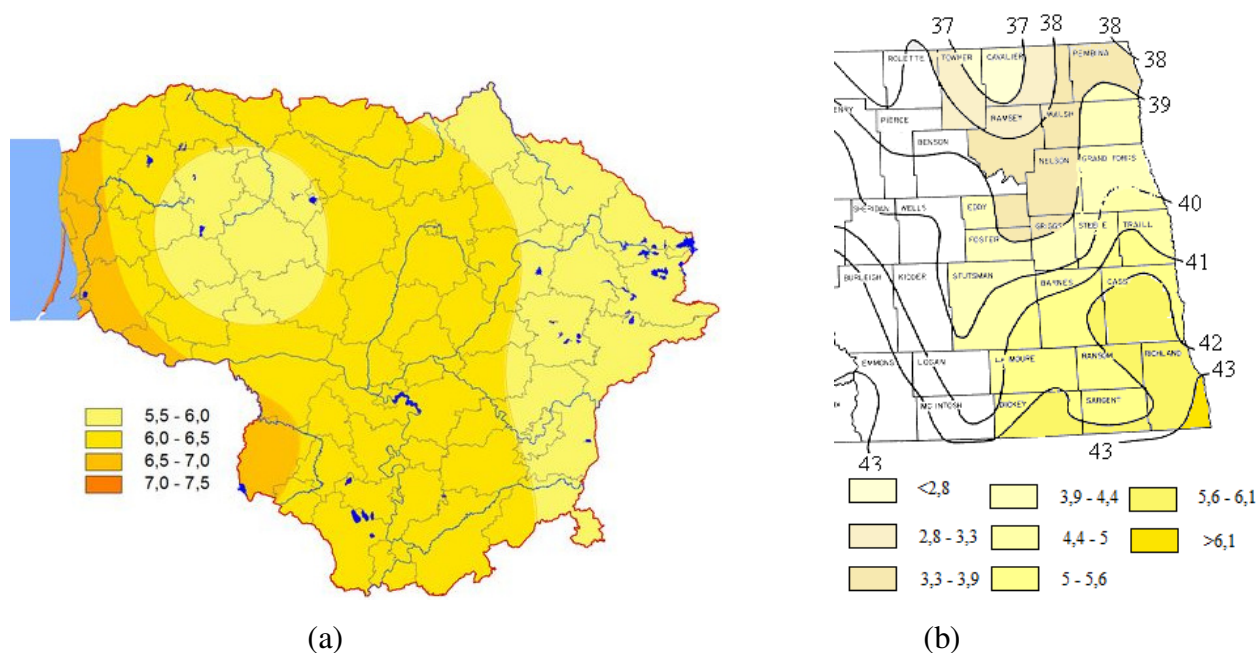 5,5 - 6,0
6,0 - 6,5
6,5 - 7,0
7,0 - 7,5
(a)
37 37 38 38
38
ROLETTE TOWNER CAVALIER PEMBINA
39
PIERCE RAMSEY WALSH
BENSON
NELSON GRAND FORKS
40
SHERIDAN WELLS EDDY
FOSTER GRIGGS STEELE TRAILL
41
BURLEIGH KIDDER STUTSMAN BARNES CASS
42
EMMONS LOGAN LA MOURE RANSOM RICHLAND
43
MC INTOSH DICKEY SARGENT
43 43
<2,8 3,9 - 4,4 5,6 - 6,1
2,8 - 3,3 4,4 - 5 >6,1
3,3 - 3,9 5 - 5,6
(b)